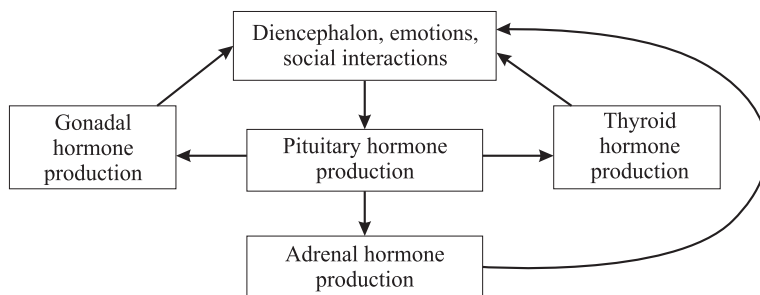 Diencephalon, emotions,
social interactions
Gonadal
hormone
production
Pituitary hormone
production
Thyroid
hormone
production
Adrenal hormone
production